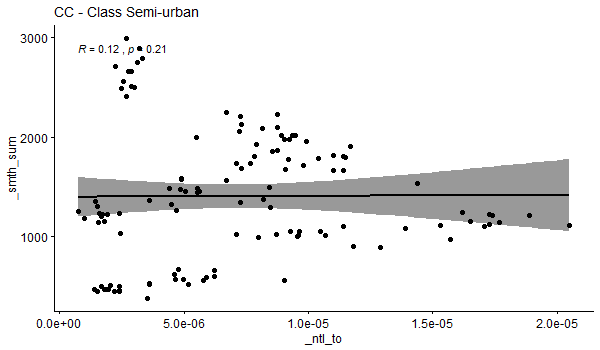 CC - Class Semi-urban
3000
R = 0.12 , p = 0.21
2000
_smth_sum
1000
0.0e+00 5.0e-06 1.0e-05 1.5e-05 2.0e-05
_ntl_to